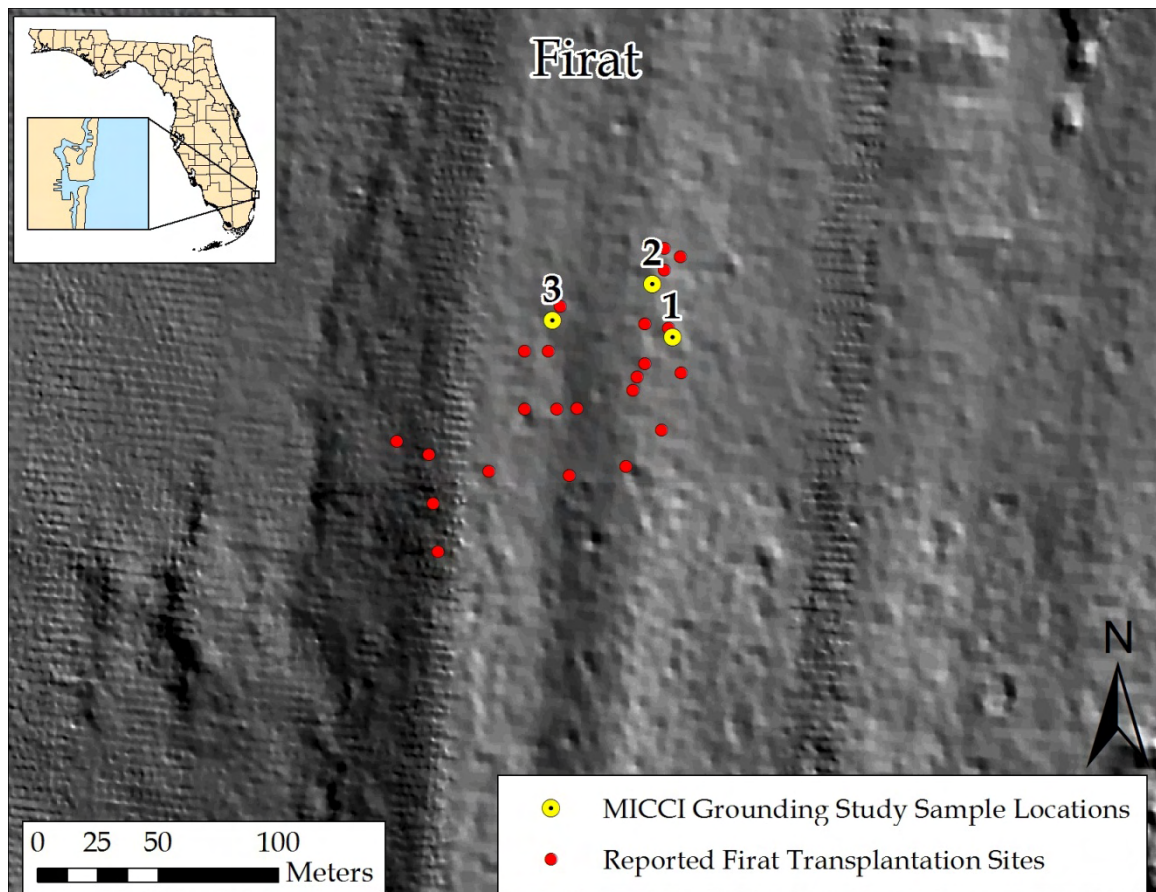 Firat
2
1
3
N
0 25 50 100
Meters
MICCI Grounding Study Sample Locations
Reported Firat Transplantation Sites